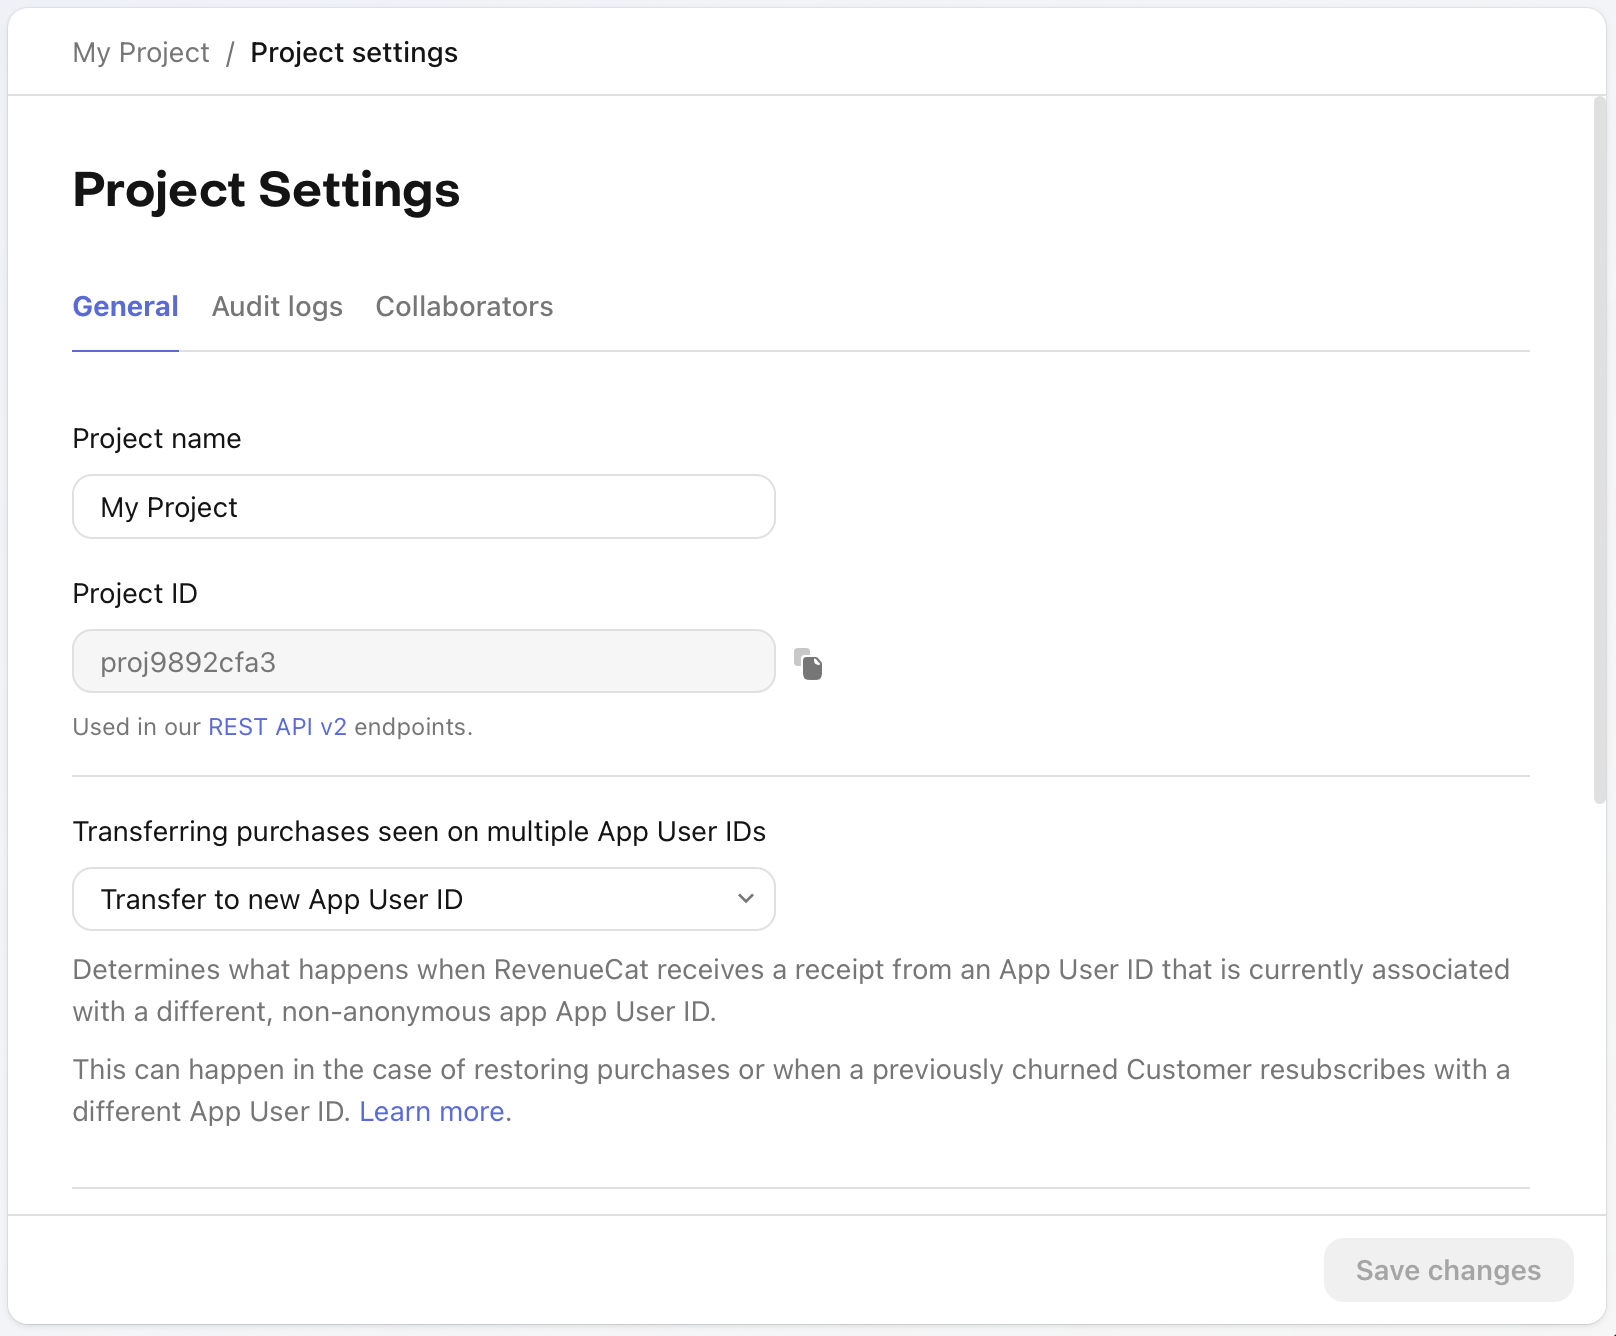 My Project / Project settings
Project Settings
General Audit logs Collaborators
Project name
My Project
Project ID
proj9892cfa3
Used in our REST API v2 endpoints.
Transferring purchases seen on multiple App User IDs
Transfer to new App User ID
Determines what happens when RevenueCat receives a receipt from an App User ID that is currently associated
with a different, non-anonymous app App User ID.
This can happen in the case of restoring purchases or when a previously churned Customer resubscribes with a
different App User ID. Learn more.
Save changes